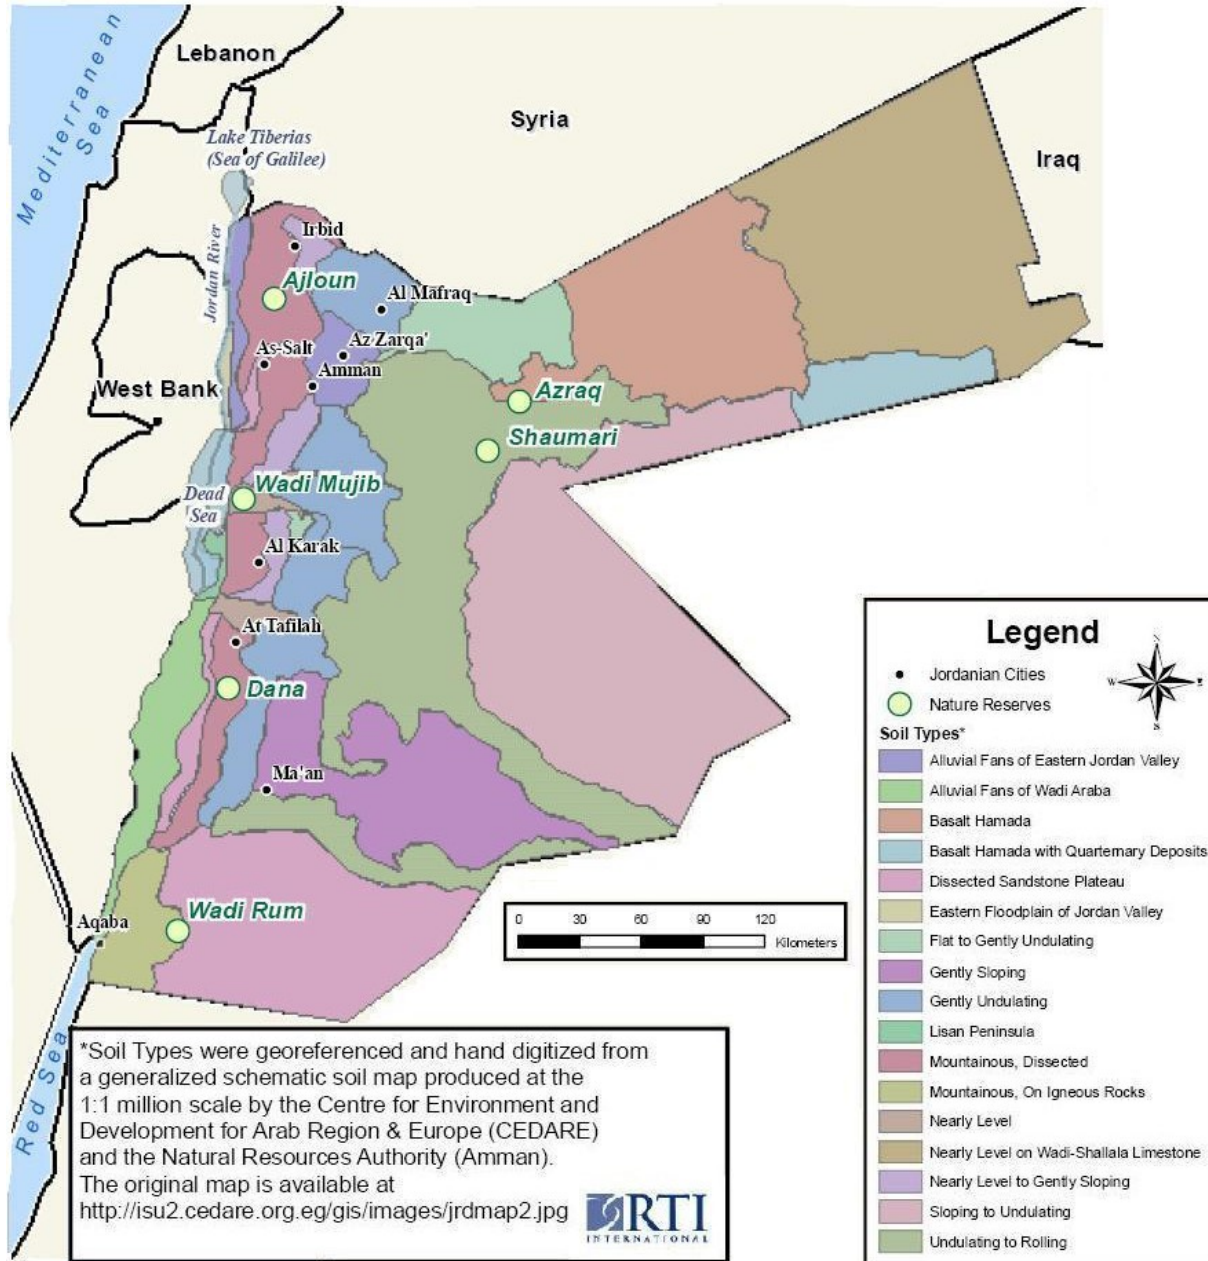 Lebanon
Mediterranean
Sea
Syria
Lake Tiberias
(Sea of Galilee)
Iraq
Jordan River
Irbid
Ajloun
Al Mafraq
Az Zarqa'
As-Salt
Amman
West Bank
Azraq
Shaumari
Wadi Mujib
Dead
Sea
Al Karak
At Tafilah
Dana
Ma'an
Wadi Rum
Aqaba
Red Sea
0 30 60 90 120
Kilometers
Legend
Jordanian Cities
Nature Reserves
N
W E
S
Soil Types*
Alluvial Fans of Eastern Jordan Valley
Alluvial Fans of Wadi Araba
Basalt Hamada
Basalt Hamada with Quarternary Deposits
Dissected Sandstone Plateau
Eastern Floodplain of Jordan Valley
Flat to Gently Undulating
Gently Sloping
Gently Undulating
Lisan Peninsula
Mountainous, Dissected
Mountainous, On Igneous Rocks
Nearly Level
Nearly Level on Wadi-Shallala Limestone
Nearly Level to Gently Sloping
Sloping to Undulating
Undulating to Rolling
*Soil Types were georeferenced and hand digitized from
a generalized schematic soil map produced at the
1:1 million scale by the Centre for Environment and
Development for Arab Region & Europe (CEDARE)
and the Natural Resources Authority (Amman).
The original map is available at
http://isu2.cedare.org.eg/gis/images/jrdmap2.jpg
RTI
INTERNATIONAL